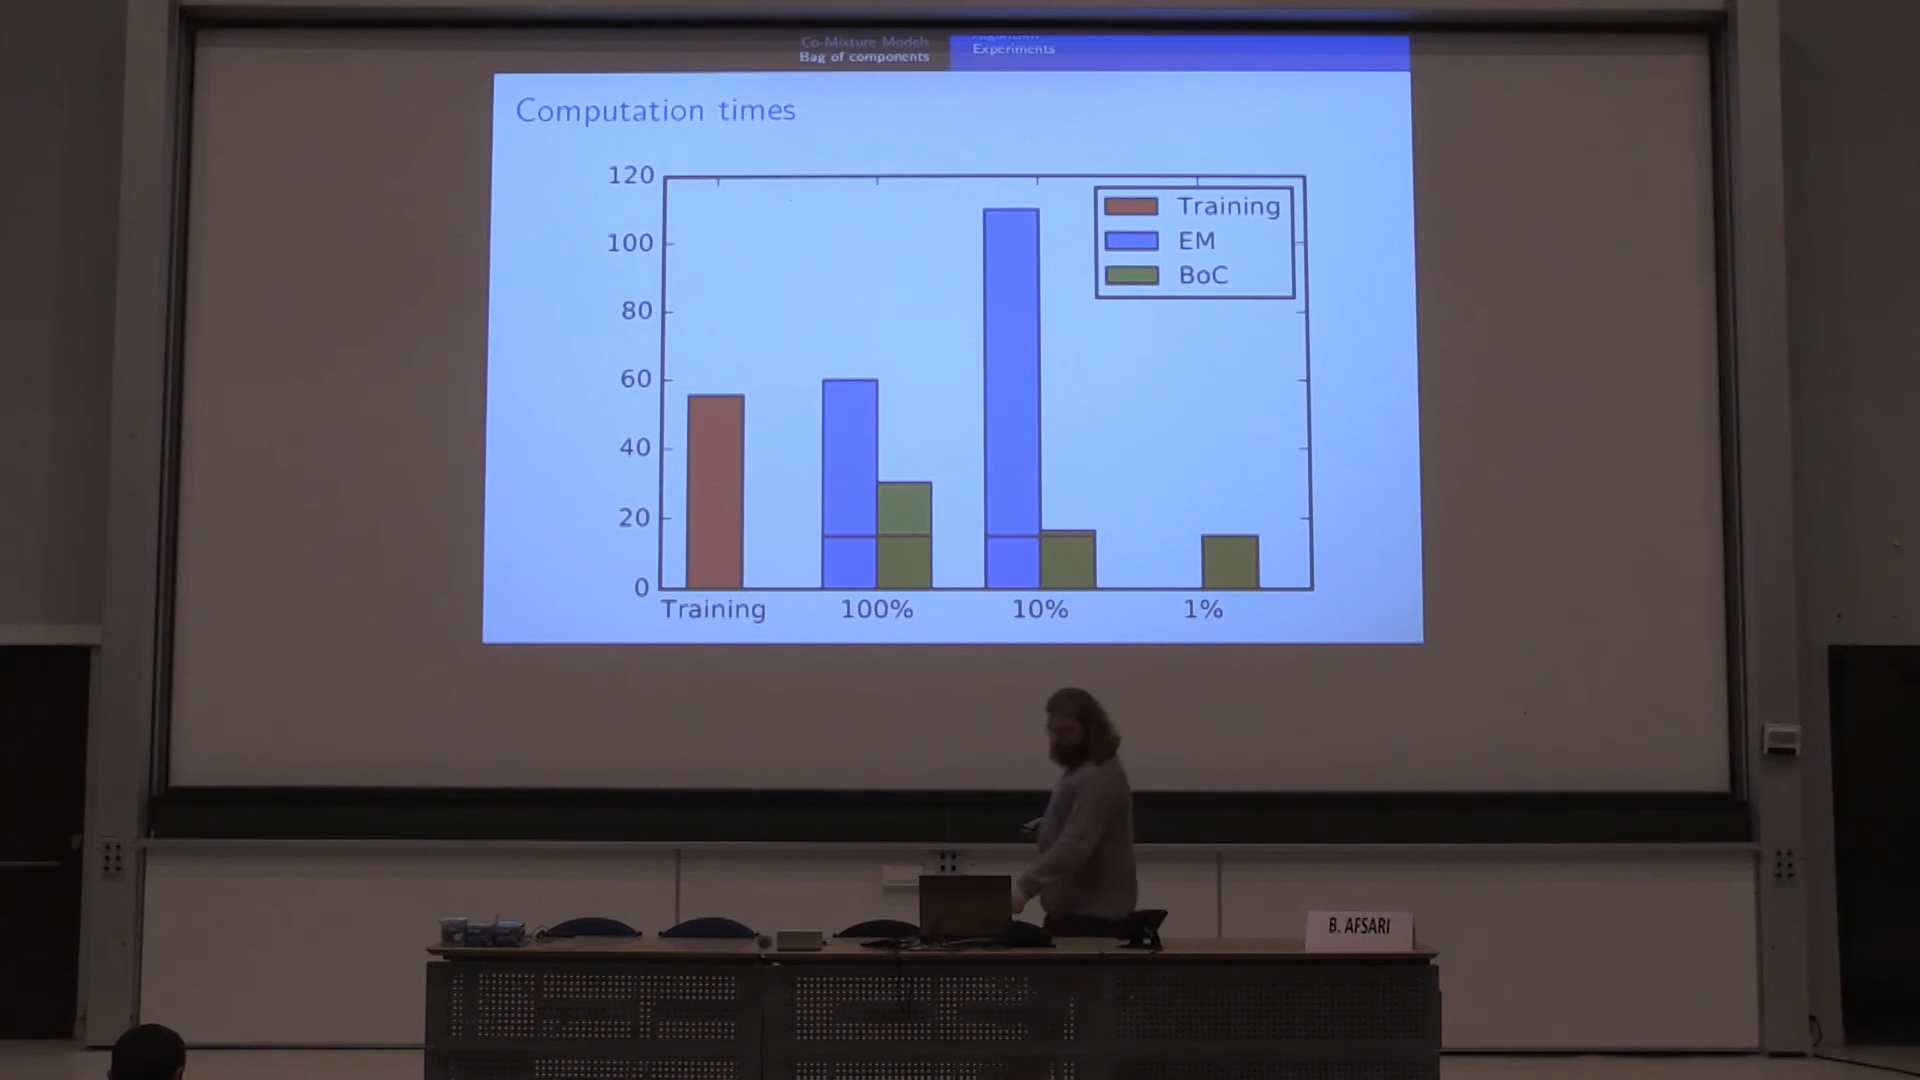 Co-Mixture Models
Bag of components
Algorithm
Experiments
Computation times
120
100
80
60
40
20
0
Training
EM
BoC
Training
100%
10%
1%
B. AFSARI